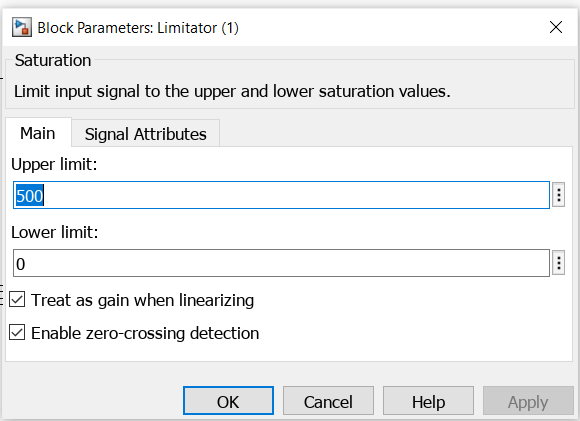 Block Parameters: Limitator (1)
Saturation
Limit input signal to the upper and lower saturation values.
Main Signal Attributes
Upper limit:
500
Lower limit:
0
Treat as gain when linearizing
Enable zero-crossing detection
OK Cancel Help Apply